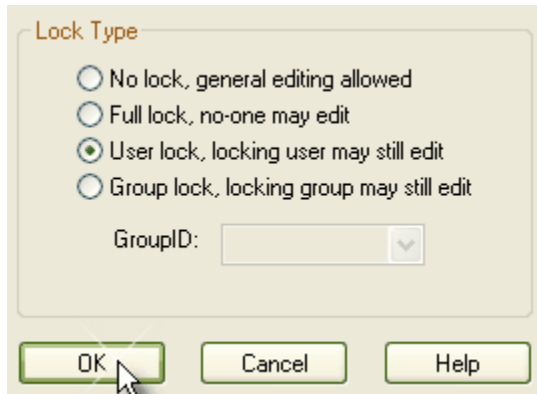 Lock Type
No lock, general editing allowed
Full lock, no-one may edit
User lock, locking user may still edit
Group lock, locking group may still edit
GroupID:
OK Cancel Help